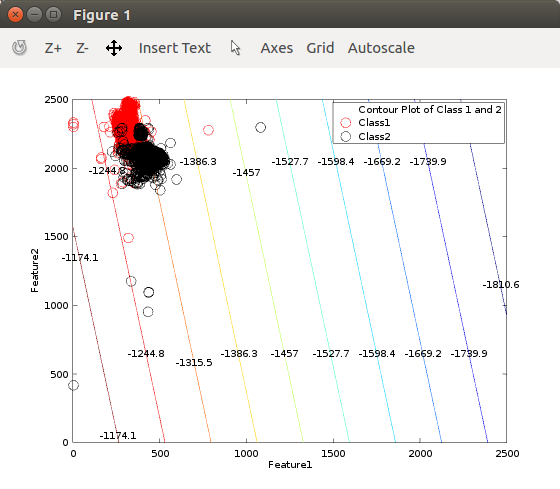 Figure 1
Z+ Z- Insert Text Axes Grid Autoscale
2500
Contour Plot of Class 1 and 2
Class1
Class2
2000
-1244.8 -1386.3 -1457 -1527.7 -1598.4 -1669.2 -1739.9
1500
Feature2
-1174.1
-1810.6
1000
-1244.8 -1315.5 -1386.3 -1457 -1527.7 -1598.4 -1669.2 -1739.9
500
-1174.1
0
0 500 1000 1500 2000 2500
Feature1